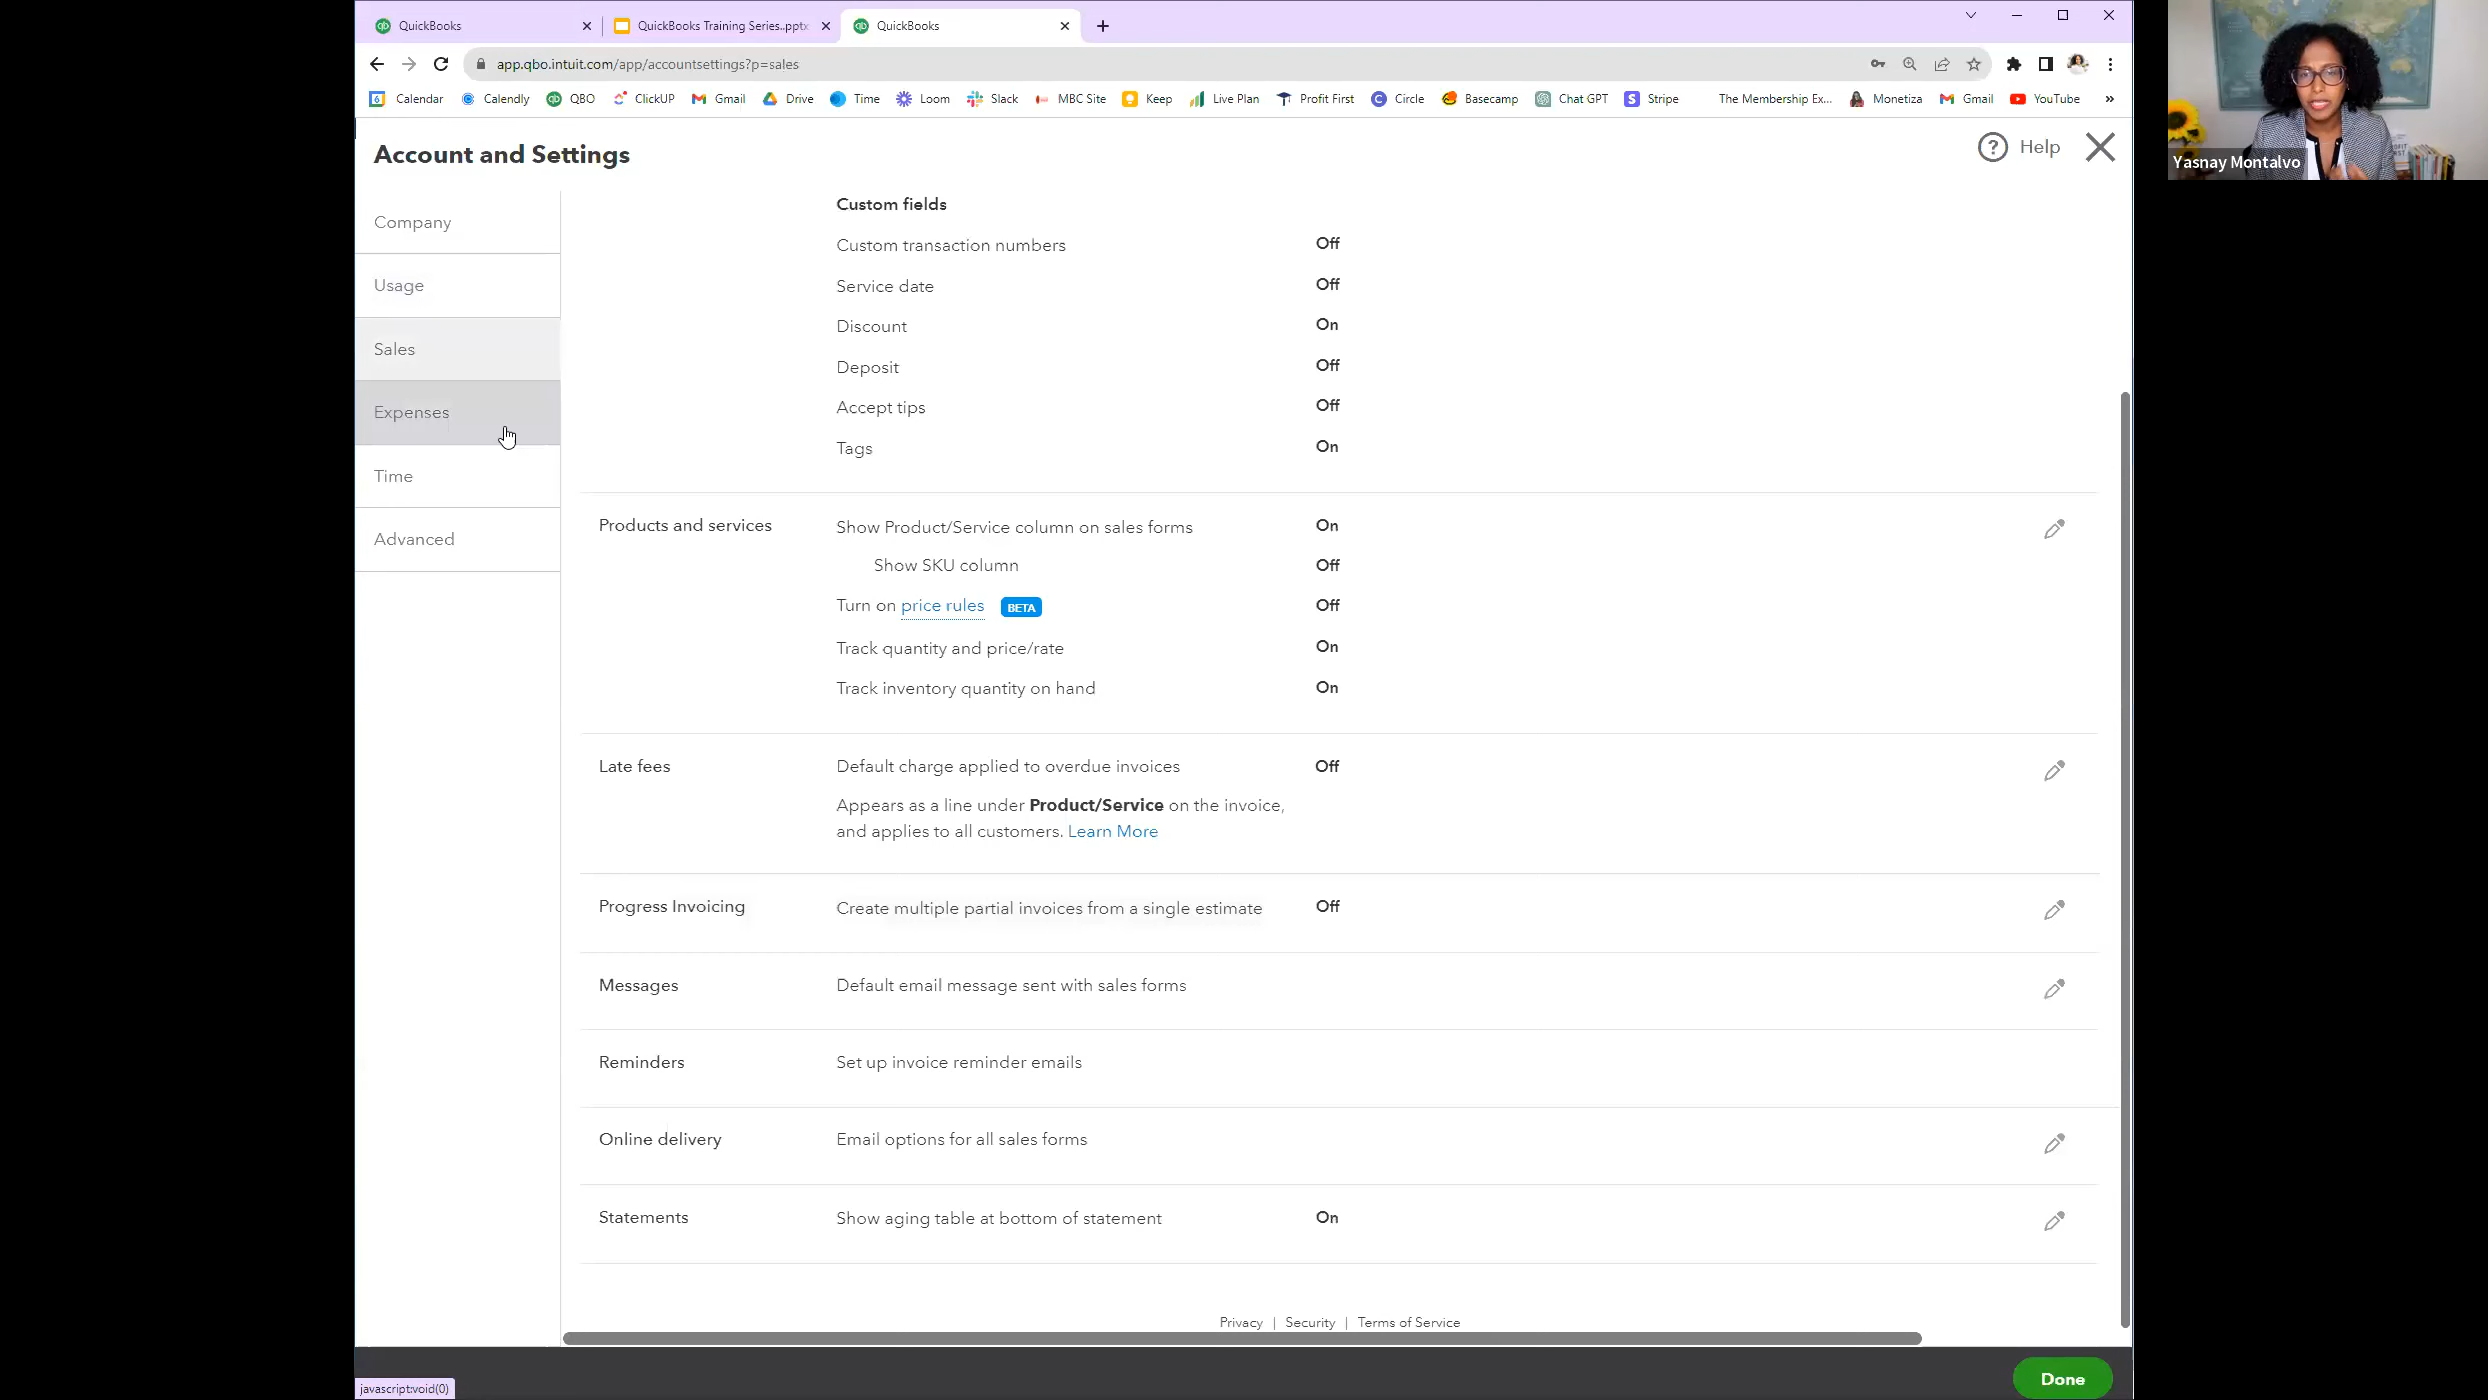 QuickBooks
QuickBooks Training Series..pptx
QuickBooks
app.qbo.intuit.com/app/accountsettings?p=sales
Calendar
Calendly
QBO
ClickUP
Gmail
Drive
Time
Loom
Slack
MBC Site
Keep
Live Plan
Profit First
Circle
Basecamp
Chat GPT
Stripe
The Membership Ex...
Monetiza
Gmail
YouTube
»
Account and Settings
Help
Yasnay Montalvo
Company
Usage
Sales
Expenses
Time
Advanced
Custom fields
Custom transaction numbers Off
Service date Off
Discount On
Deposit Off
Accept tips Off
Tags On
Products and services Show Product/Service column on sales forms On
Show SKU column Off
Turn on price rules BETA Off
Track quantity and price/rate On
Track inventory quantity on hand On
Late fees Default charge applied to overdue invoices Off
Appears as a line under Product/Service on the invoice,
and applies to all customers. Learn More
Progress Invoicing Create multiple partial invoices from a single estimate Off
Messages Default email message sent with sales forms
Reminders Set up invoice reminder emails
Online delivery Email options for all sales forms
Statements Show aging table at bottom of statement On
Privacy | Security | Terms of Service
javascript:void(0)
Done